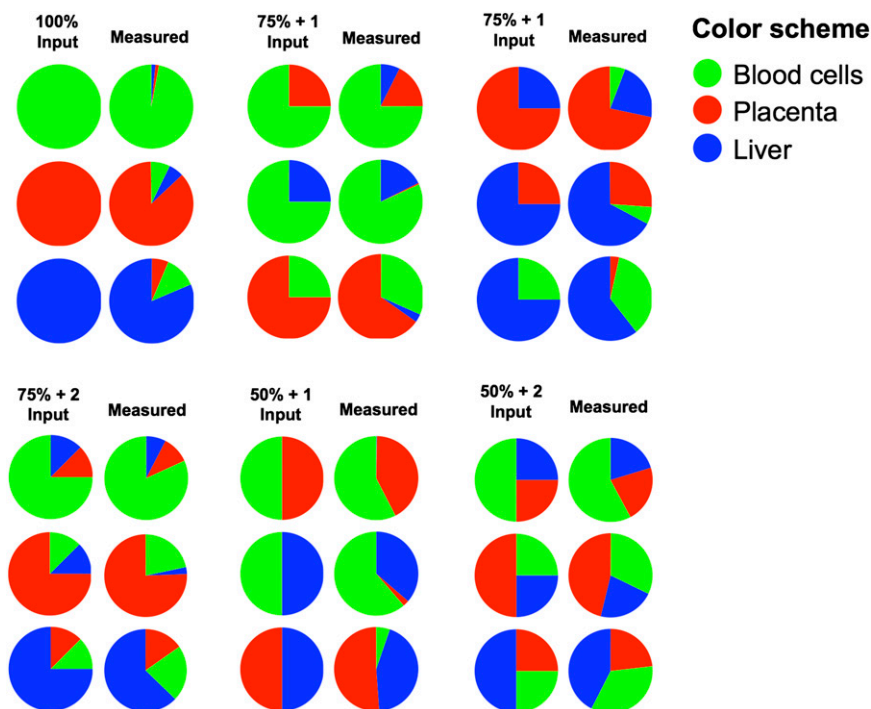 100%
Input
Measured
75% + 1
Input
Measured
75% + 1
Input
Measured
Color scheme
Blood cells
Placenta
Liver
75% + 2
Input
Measured
50% + 1
Input
Measured
50% + 2
Input
Measured